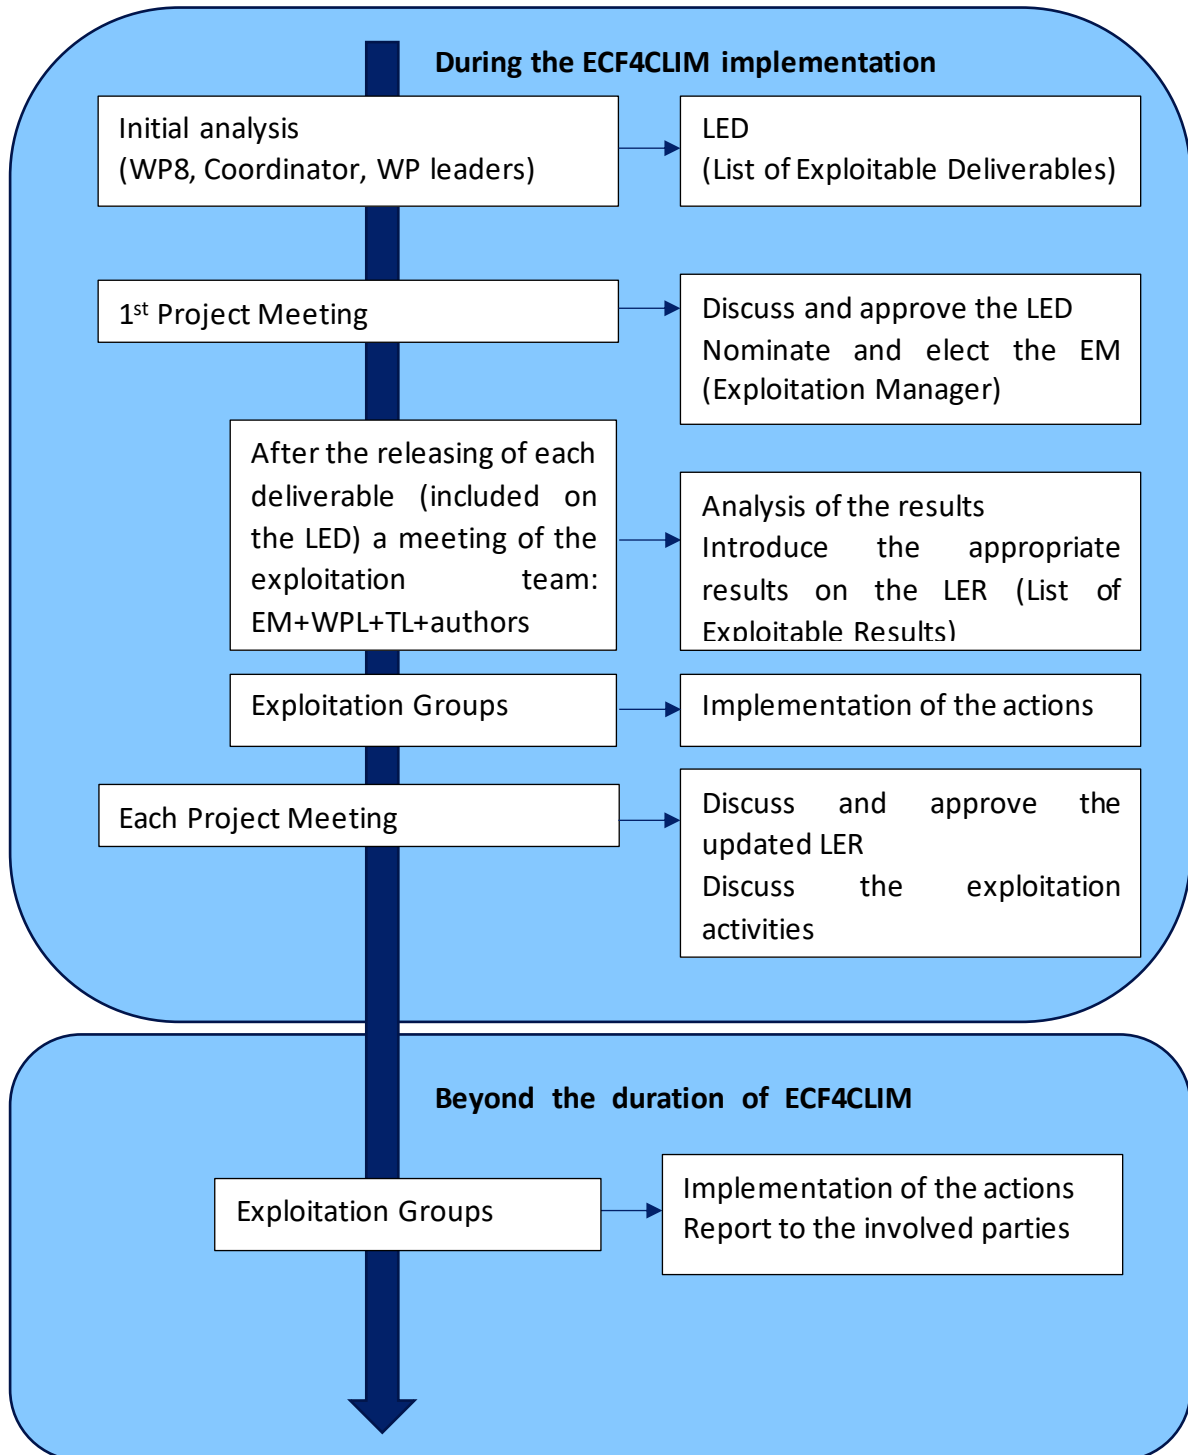 During the ECF4CLIM implementation
Initial analysis
(WP8, Coordinator, WP leaders)
LED
(List of Exploitable Deliverables)
1st Project Meeting
Discuss and approve the LED
Nominate and elect the EM
(Exploitation Manager)
After the releasing of each
deliverable (included on
the LED) a meeting of the
exploitation team:
EM+WPL+TL+authors
Analysis of the results
Introduce the appropriate
results on the LER (List of
Exploitable Results)
Exploitation Groups
Implementation of the actions
Each Project Meeting
Discuss and approve the
updated LER
Discuss the exploitation
activities
Beyond the duration of ECF4CLIM
Exploitation Groups
Implementation of the actions
Report to the involved parties